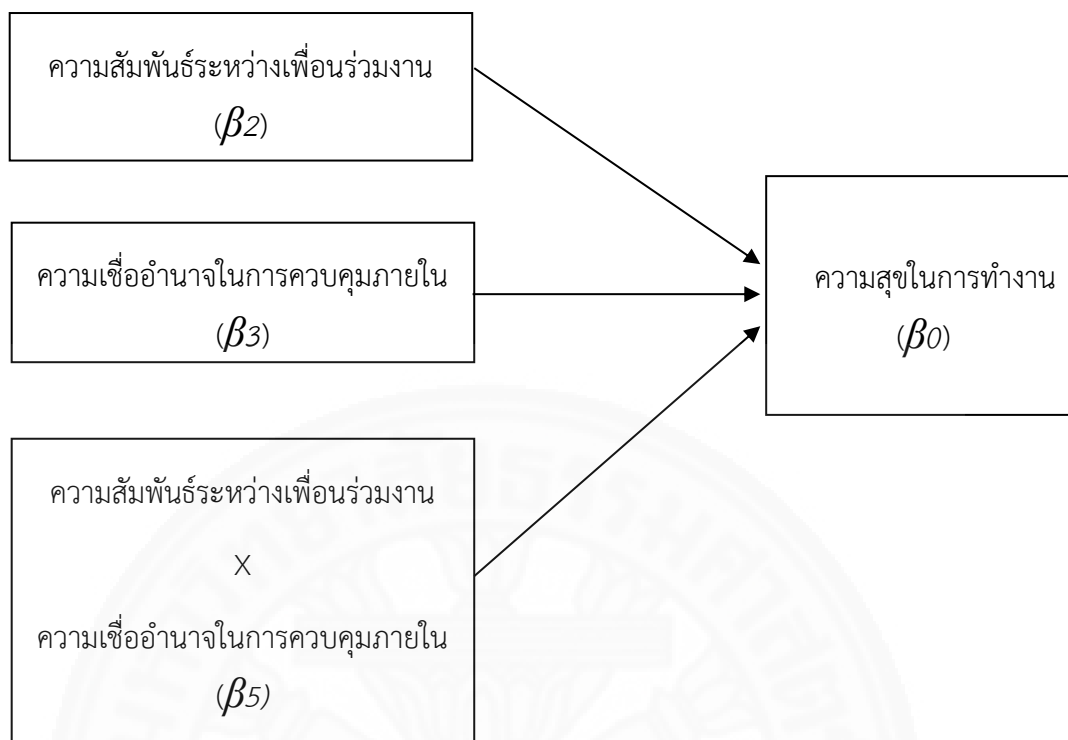 ความสัมพันธ์ระหว่างเพื่อนร่วมงาน
(β2)
ความเชื่ออำนาจในการควบคุมภายใน
(β3)
ความสุขในการทำงาน
(β0)
ความสัมพันธ์ระหว่างเพื่อนร่วมงาน
X
ความเชื่ออำนาจในการควบคุมภายใน
(β5)